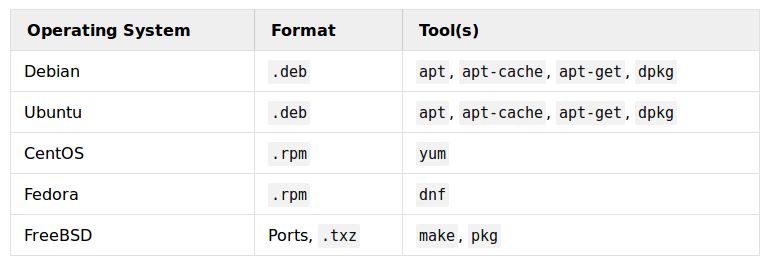 Operating System Format Tool(s)
Debian .deb apt, apt-cache, apt-get, dpkg
Ubuntu .deb apt, apt-cache, apt-get, dpkg
CentOS .rpm yum
Fedora .rpm dnf
FreeBSD Ports, .txz make, pkg